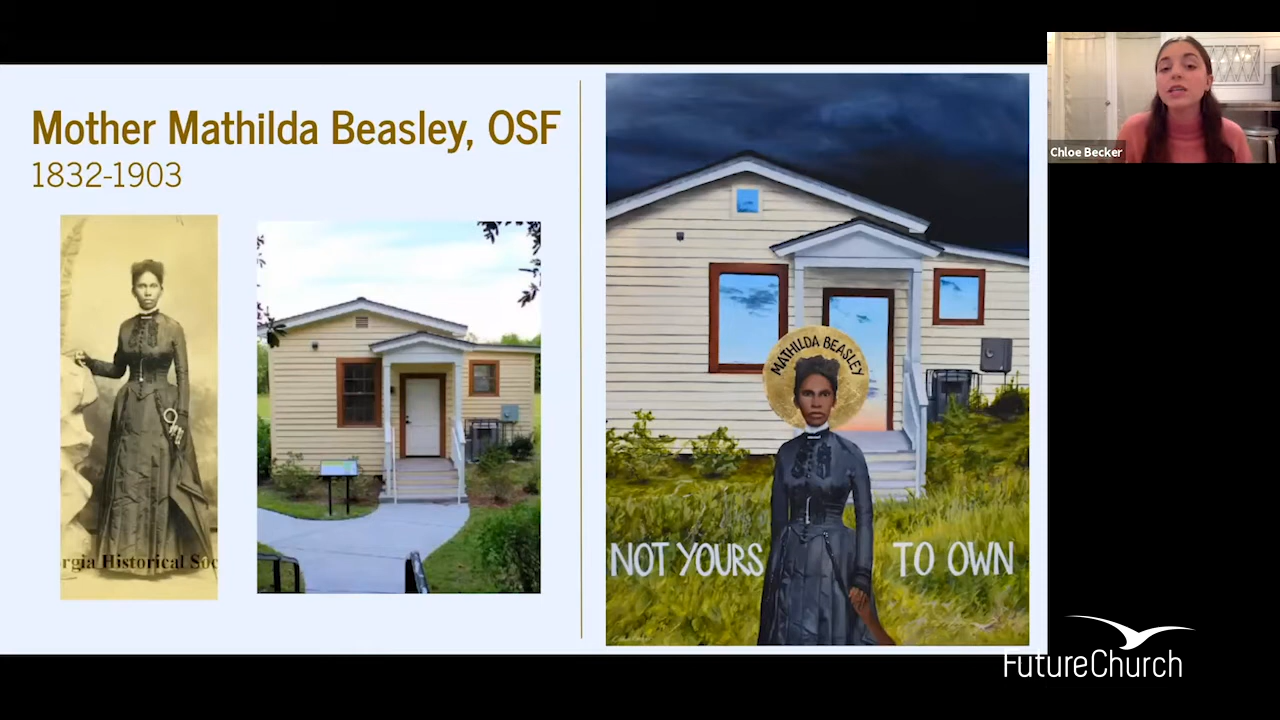 Mother Mathilda Beasley, OSF
1832-1903
rgia Historical Soc
MATHILDA BEASLEY
NOT YOURS TO OWN
Chloe Becker
FutureChurch